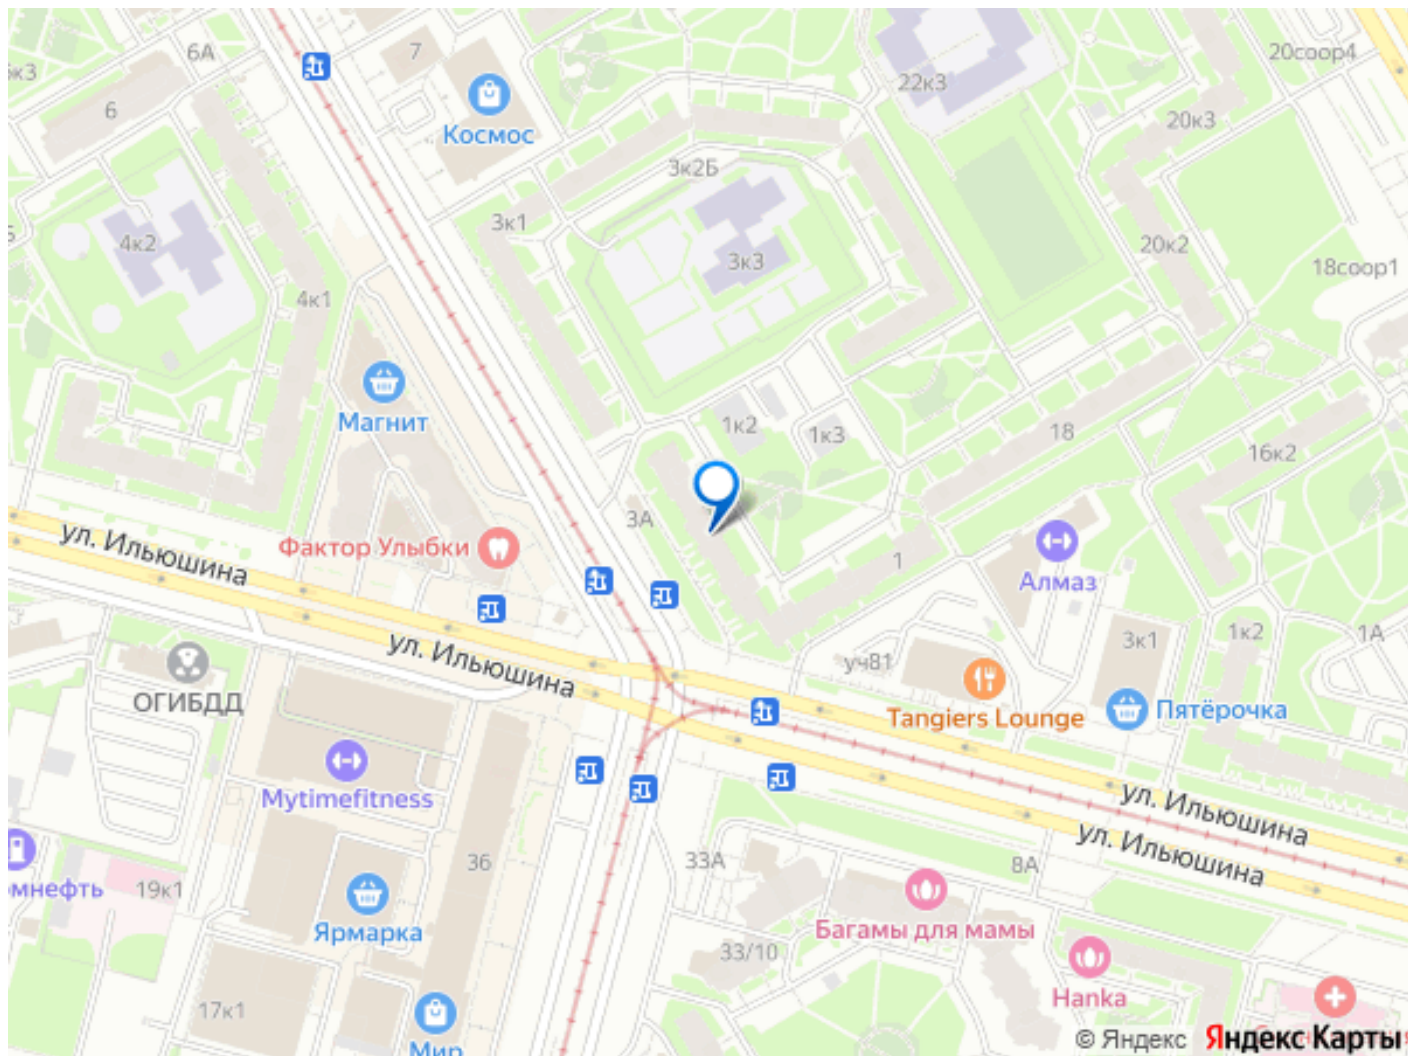 6А
7
20соор4
к3
6
22к3
Космос
20к3
3к2Б
3к1
4к2
3к3
20к2
18соор1
4к1
Магнит
1к2
1к3
18
16к2
3А
ул. Ильюшина
Фактор Улыбки
1
Алмаз
ул. Ильюшина
3к1
1к2
1А
уч81
ОГИБДД
Tangiers Lounge
Пятёрочка
Mytimefitness
ул. Ильюшина
ул. Ильюшина
36
33А
8А
омнефть
19к1
Ярмарка
Багамы для мамы
33/10
Hanka
17к1
Мир
© Яндекс
Яндекс Карты